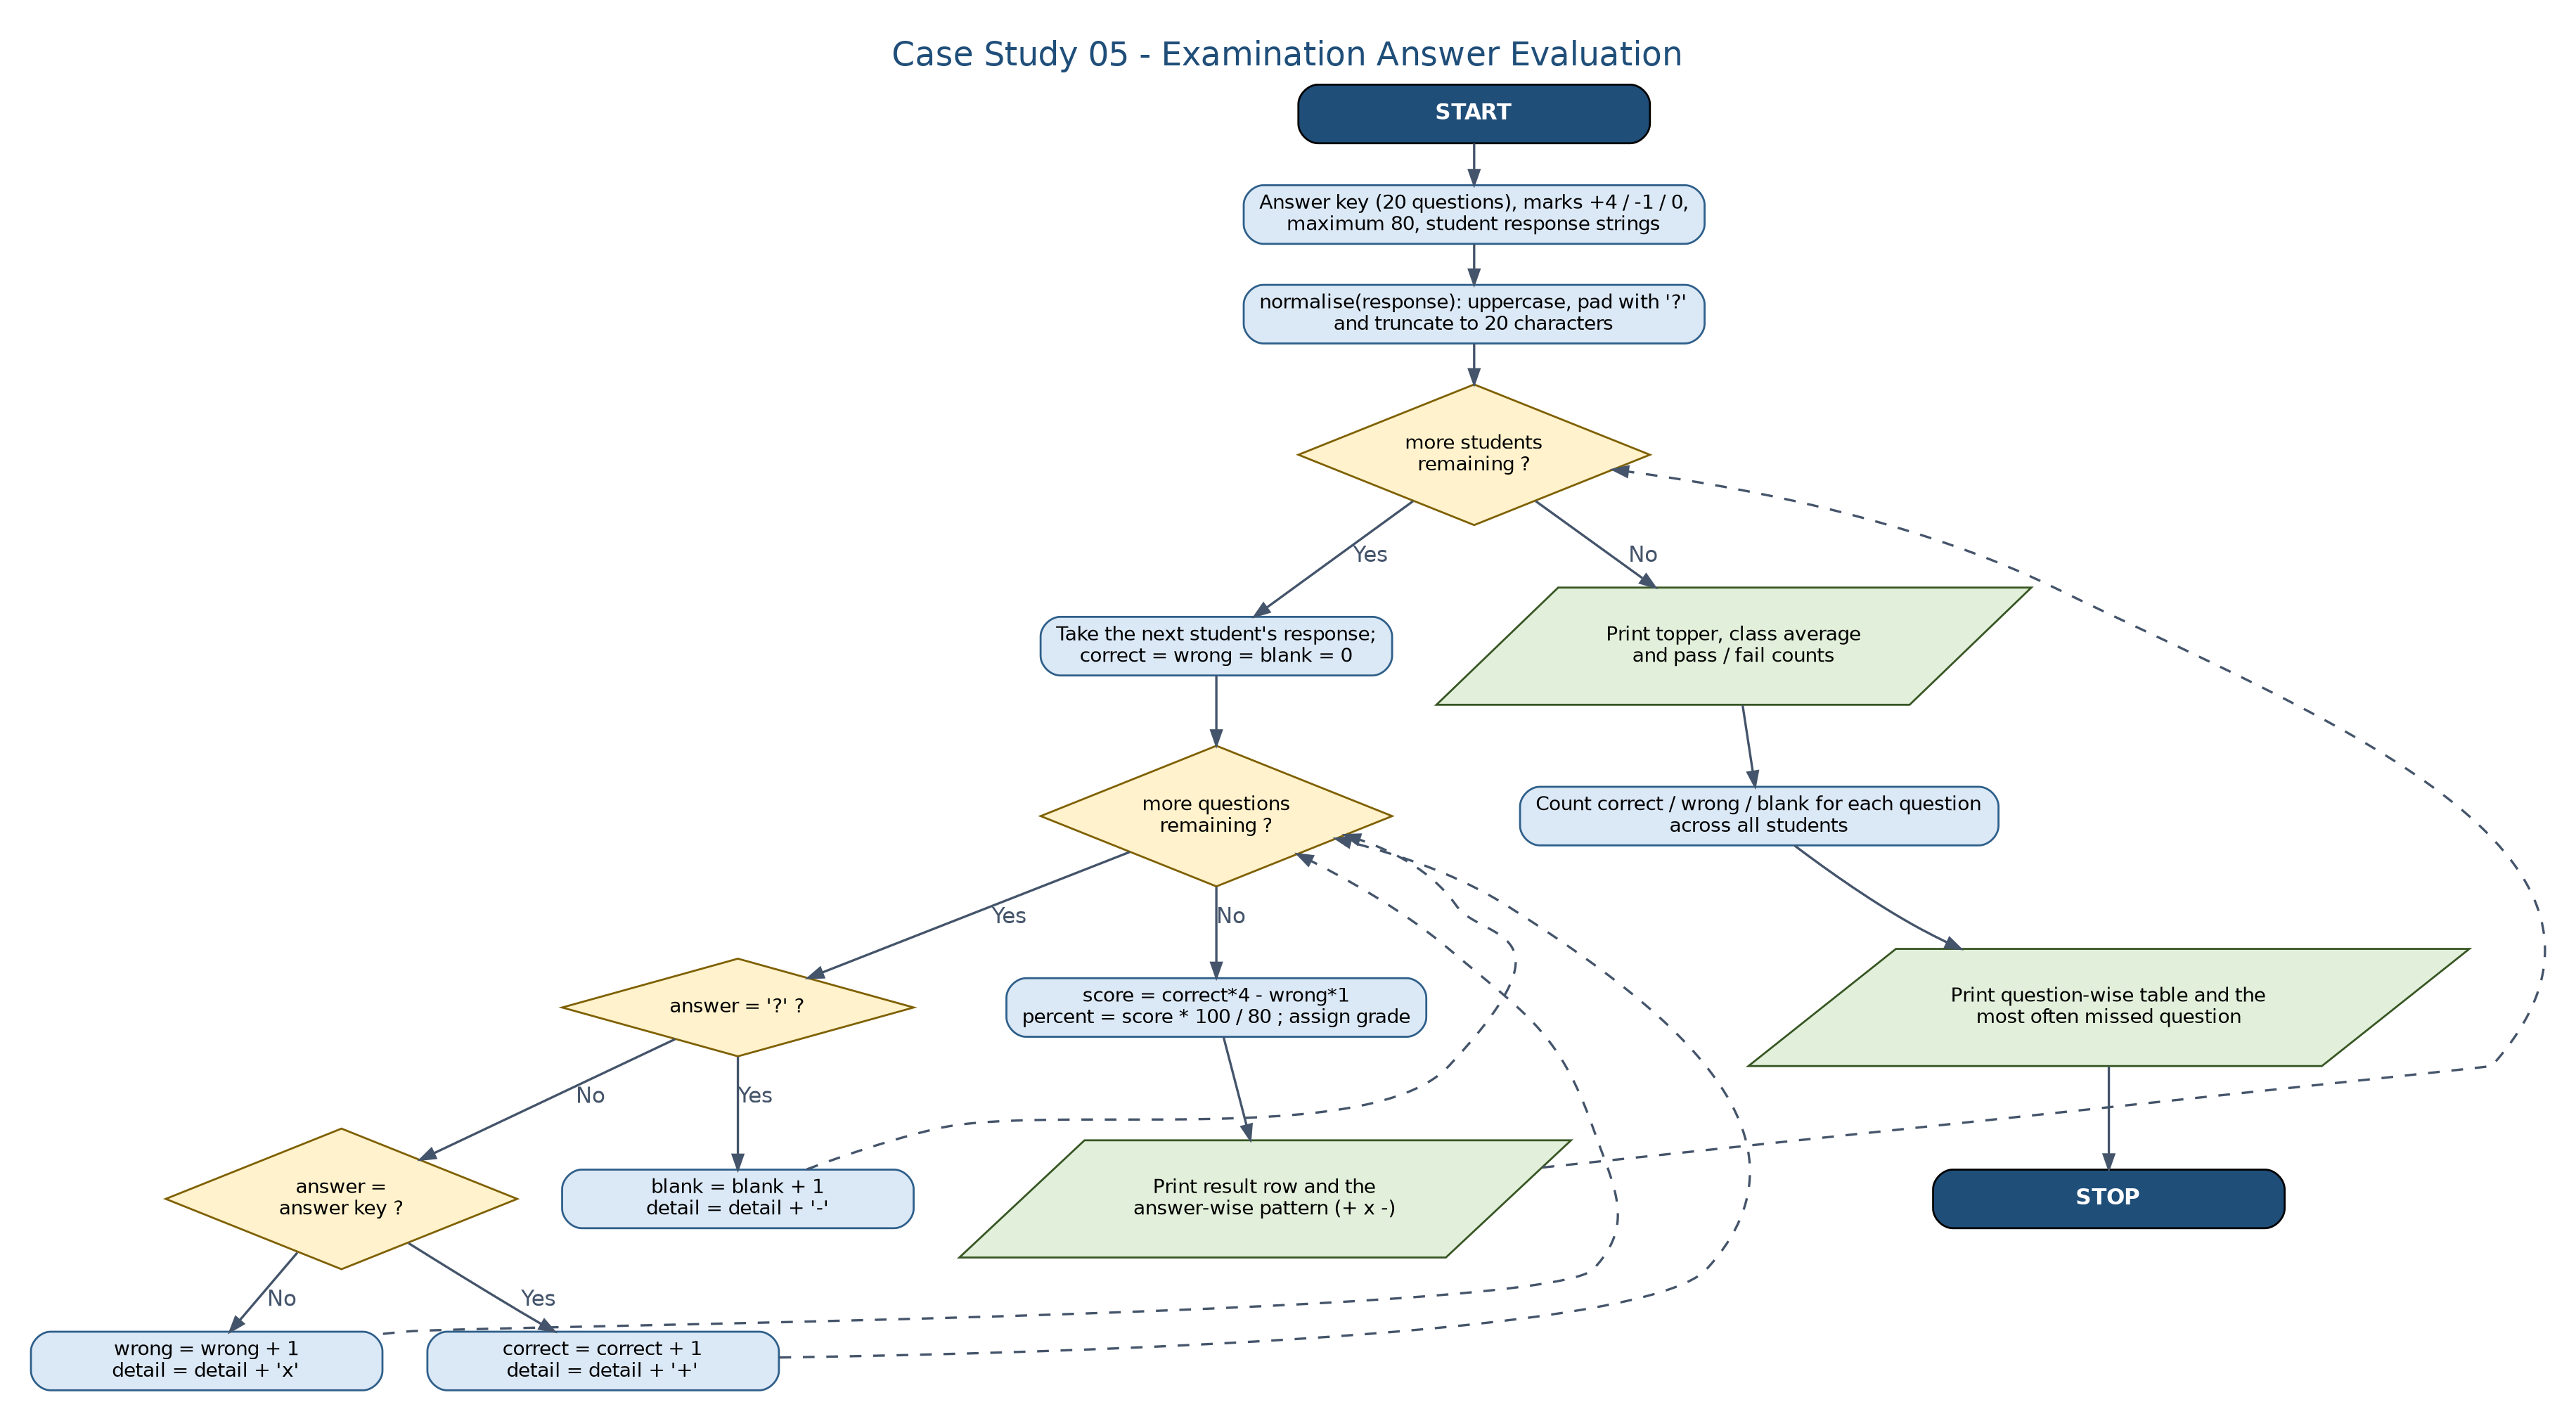 Case Study 05 - Examination Answer Evaluation
START
Answer key (20 questions), marks +4 / -1 / 0,
maximum 80, student response strings
normalise(response): uppercase, pad with '?'
and truncate to 20 characters
more students
remaining ?
Yes
No
Take the next student's response;
correct = wrong = blank = 0
Print topper, class average
and pass / fail counts
more questions
remaining ?
Count correct / wrong / blank for each question
across all students
Yes
No
answer = '?' ?
score = correct*4 - wrong*1
percent = score * 100 / 80 ; assign grade
Print question-wise table and the
most often missed question
No
Yes
answer =
answer key ?
blank = blank + 1
detail = detail + '-'
Print result row and the
answer-wise pattern (+ x -)
STOP
No
Yes
wrong = wrong + 1
detail = detail + 'x'
correct = correct + 1
detail = detail + '+'